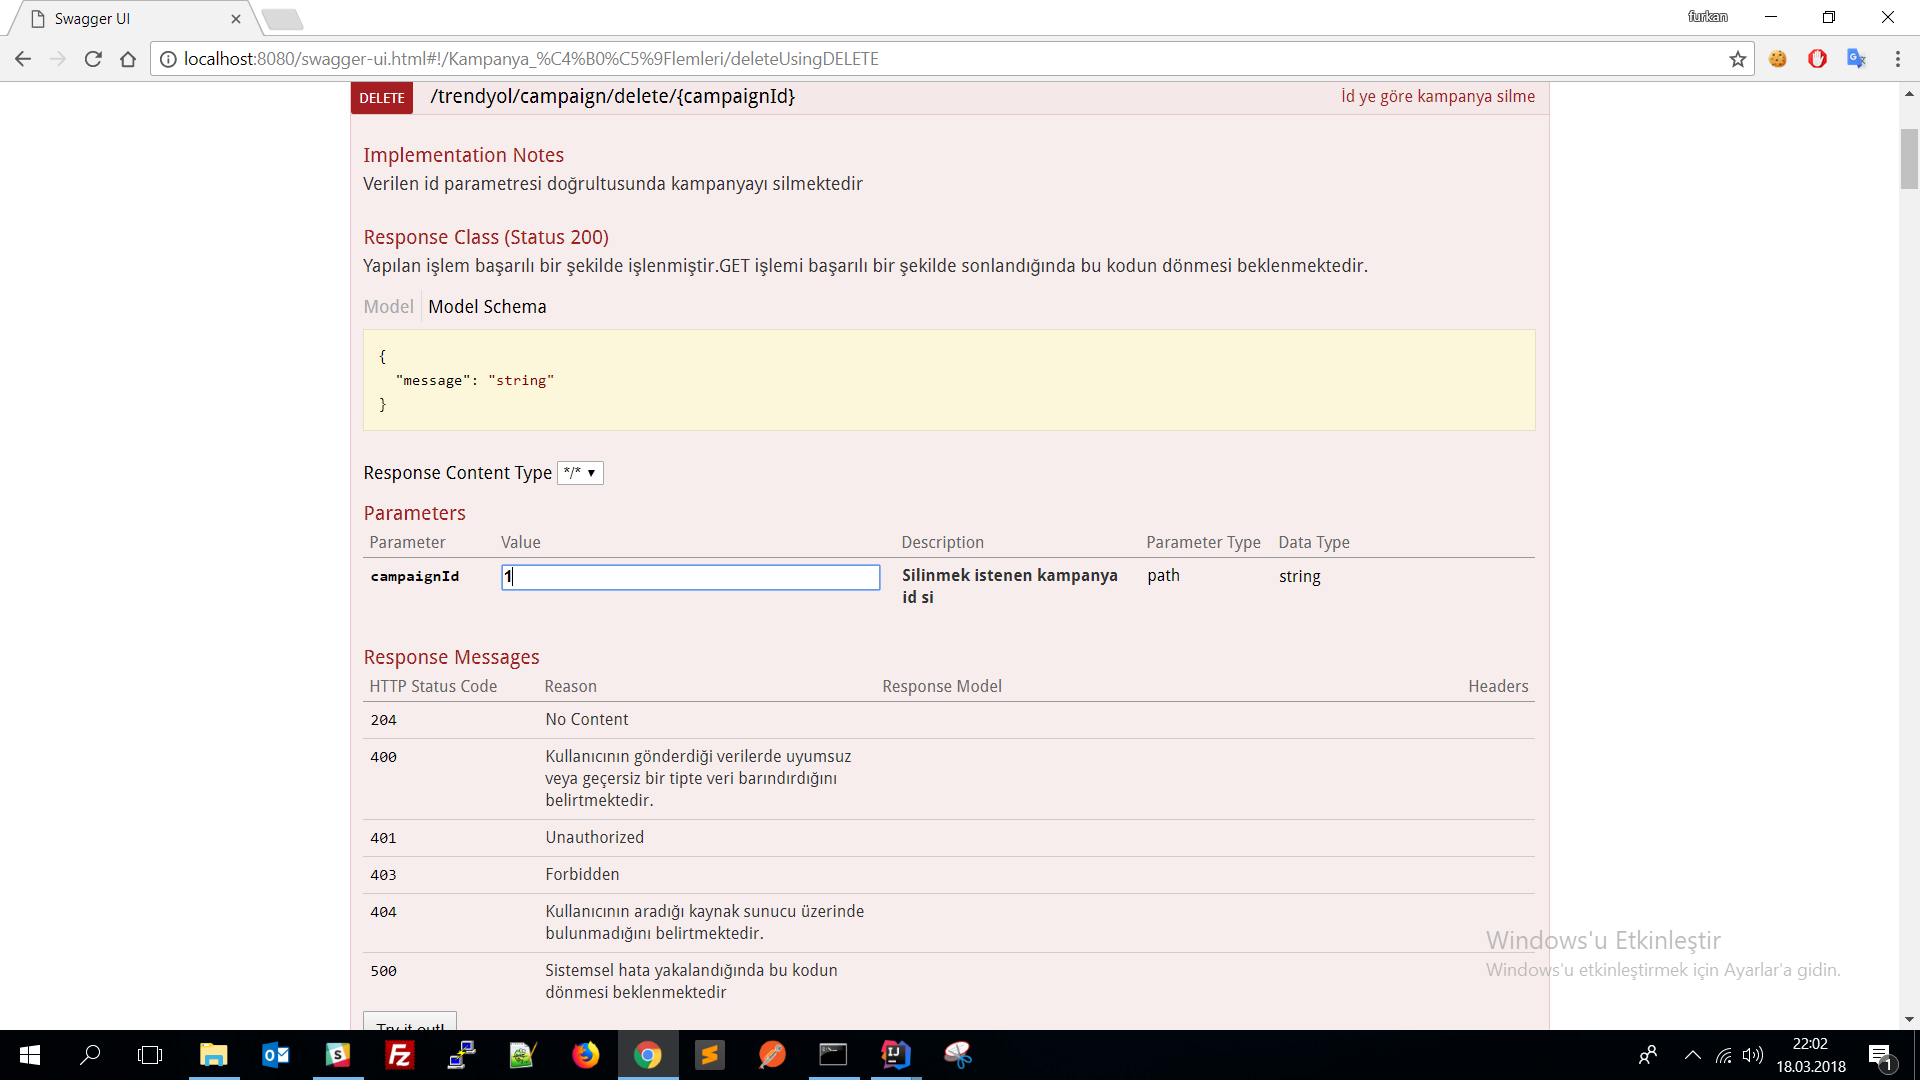 Swagger UI
furkan
localhost:8080/swagger-ui.html#!/Kampanya_%C4%B0%C5%9Flemleri/deleteUsingDELETE
DELETE /trendyol/campaign/delete/{campaignId} İd ye göre kampanya silme
Implementation Notes
Verilen id parametresi doğrultusunda kampanyayı silmektedir
Response Class (Status 200)
Yapılan işlem başarılı bir şekilde işlenmiştir.GET işlemi başarılı bir şekilde sonlandığında bu kodun dönmesi beklenmektedir.
Model Model Schema
{
"message": "string"
}
Response Content Type */*
Parameters
Parameter Value Description Parameter Type Data Type
campaignId 1 Silinmek istenen kampanya path string
id si
Response Messages
HTTP Status Code Reason Response Model Headers
204 No Content
400 Kullanıcının gönderdiği verilerde uyumsuz
veya geçersiz bir tipte veri barındırdığını
belirtmektedir.
401 Unauthorized
403 Forbidden
404 Kullanıcının aradığı kaynak sunucu üzerinde
bulunmadığını belirtmektedir.
500 Sistemsel hata yakalandığında bu kodun
dönmesi beklenmektedir
Try it out!
Windows'u Etkinleştir
Windows'u etkinleştirmek için Ayarlar'a gidin.
22:02
18.03.2018
1